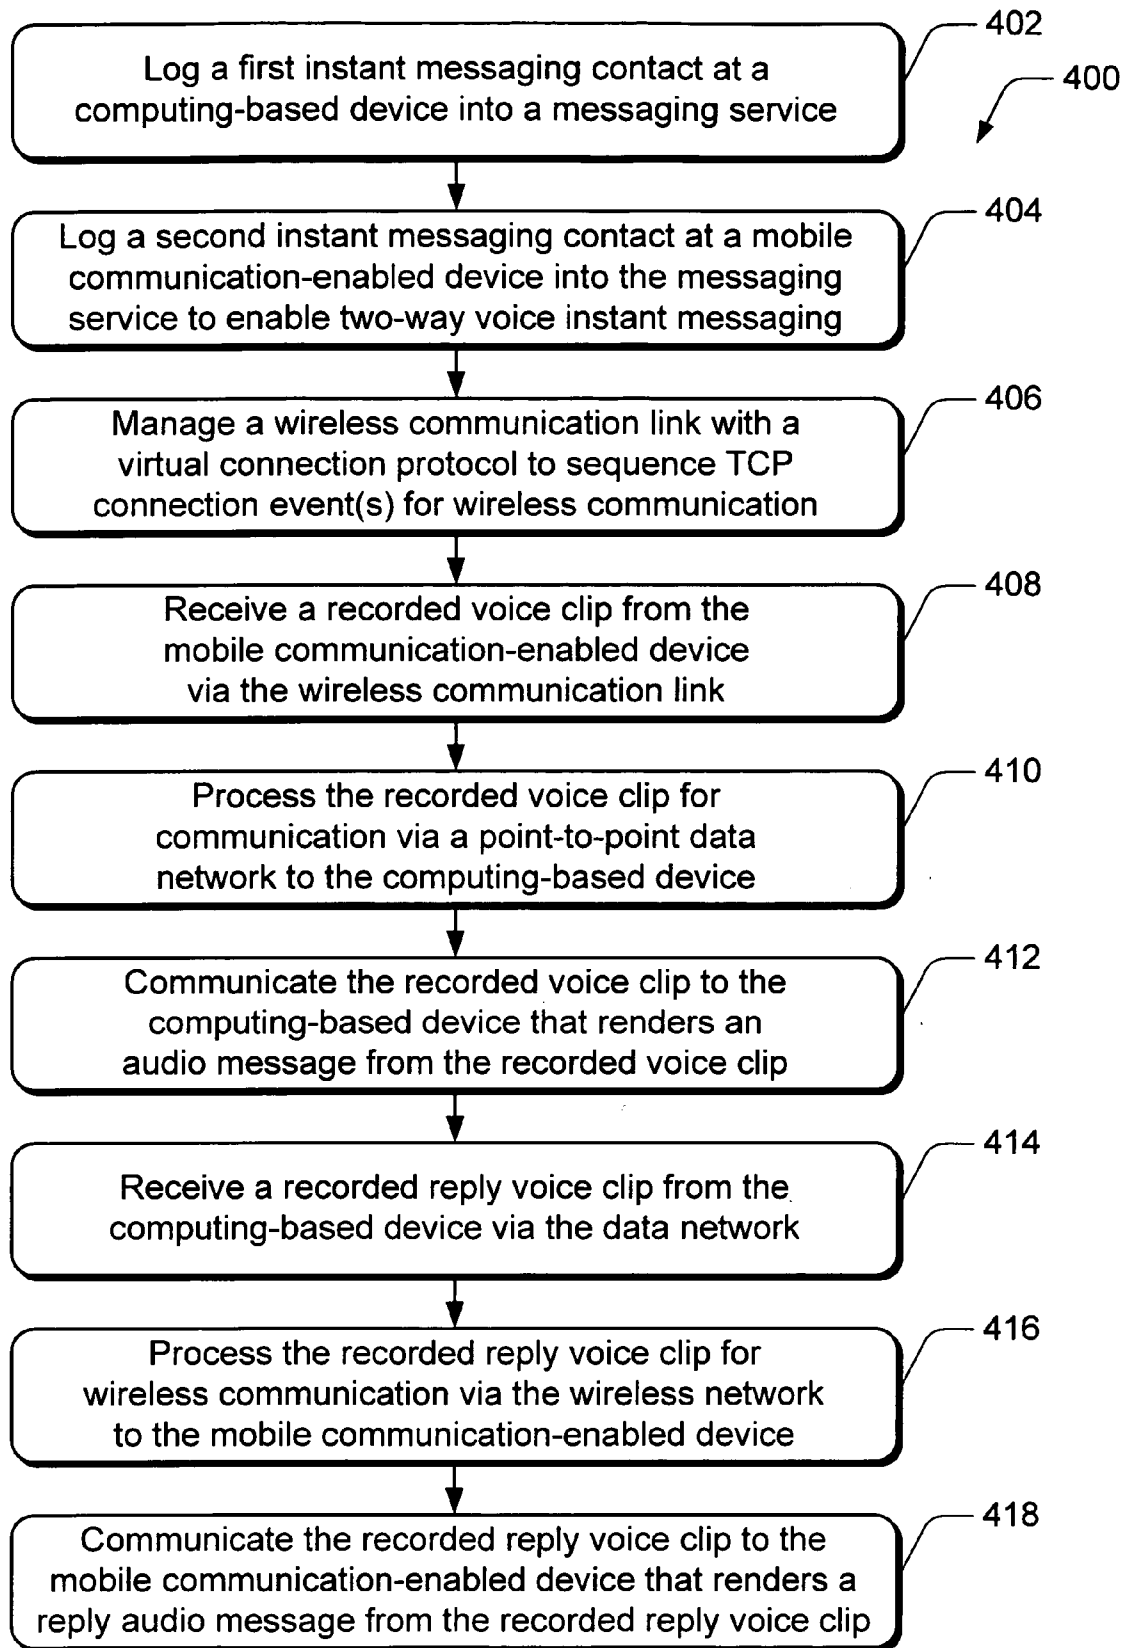 402
400
Log a first instant messaging contact at a
computing-based device into a messaging service
404
Log a second instant messaging contact at a mobile
communication-enabled device into the messaging
service to enable two-way voice instant messaging
406
Manage a wireless communication link with a
virtual connection protocol to sequence TCP
connection event(s) for wireless communication
408
Receive a recorded voice clip from the
mobile communication-enabled device
via the wireless communication link
410
Process the recorded voice clip for
communication via a point-to-point data
network to the computing-based device
412
Communicate the recorded voice clip to the
computing-based device that renders an
audio message from the recorded voice clip
414
Receive a recorded reply voice clip from the
computing-based device via the data network
416
Process the recorded reply voice clip for
wireless communication via the wireless network
to the mobile communication-enabled device
418
Communicate the recorded reply voice clip to the
mobile communication-enabled device that renders a
reply audio message from the recorded reply voice clip